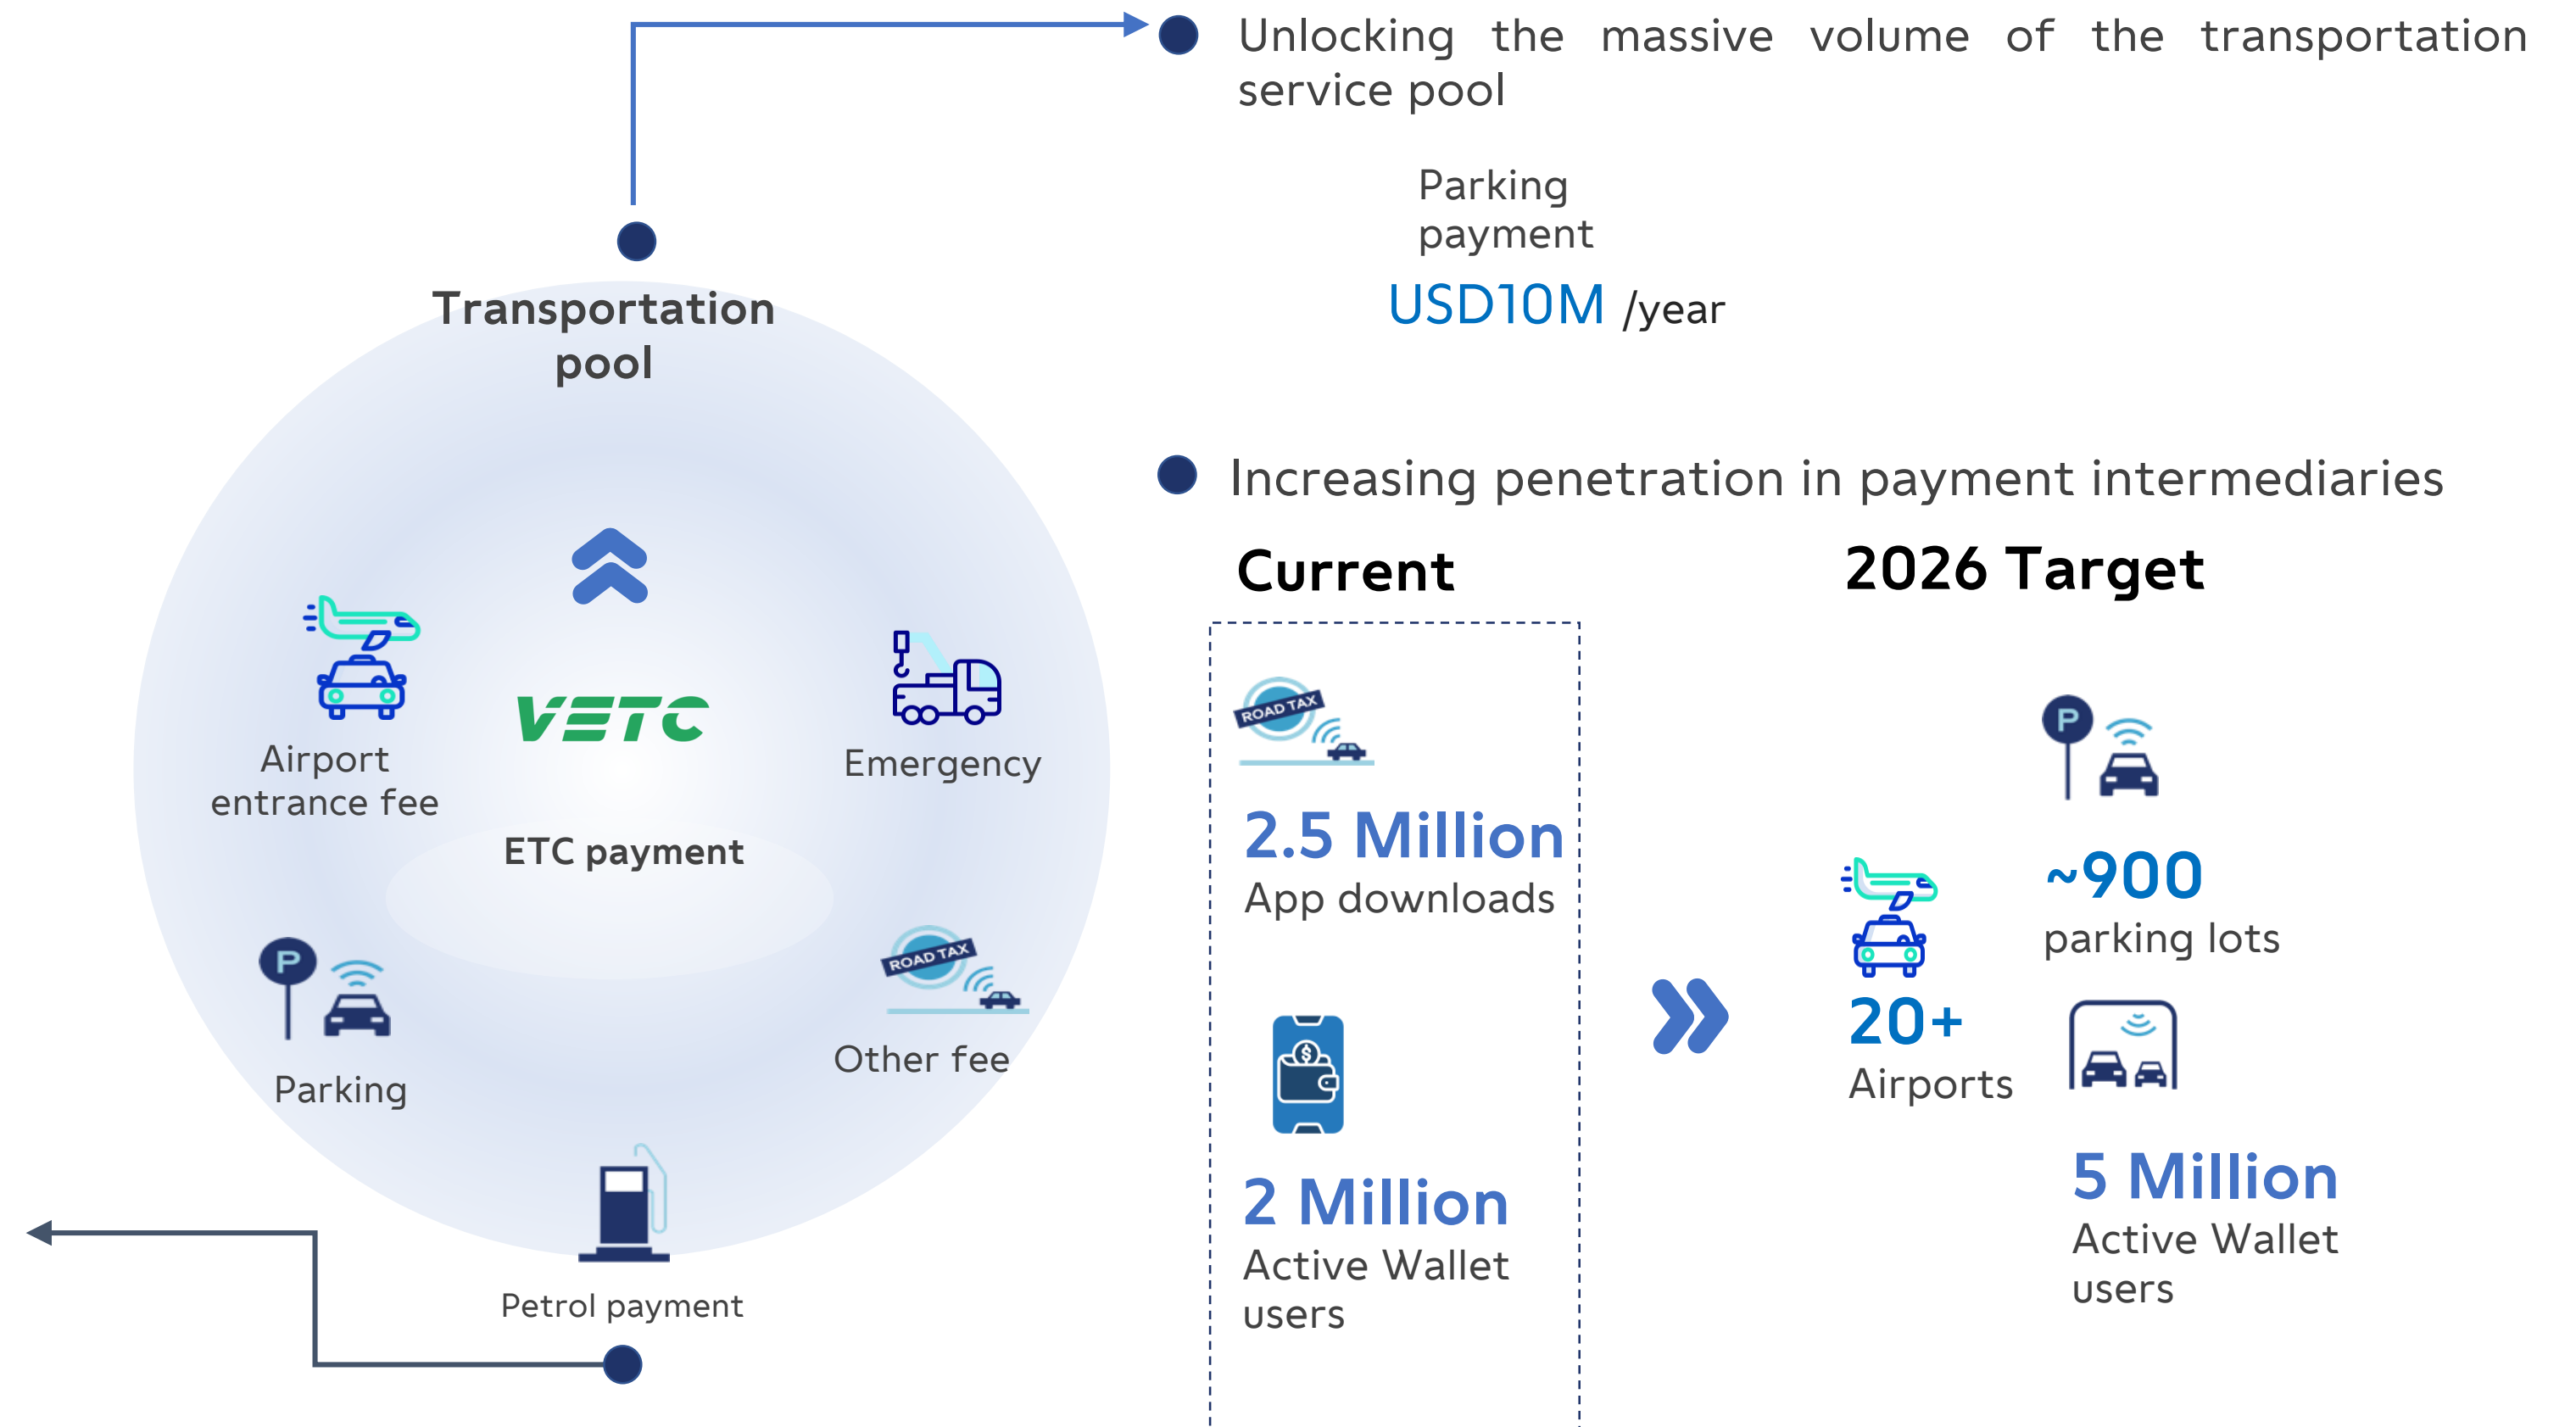 Unlocking the massive volume of the transportation
service pool
Parking
payment
USD10M /year
Transportation
pool
Airport
entrance fee
VETC
ETC payment
Emergency
P
Parking
ROAD TAX
Other fee
Petrol payment
Increasing penetration in payment intermediaries
Current
ROAD TAX
2.5 Million
App downloads
$
2 Million
Active Wallet
users
2026 Target
P
~900
parking lots
20+
Airports
5 Million
Active Wallet
users